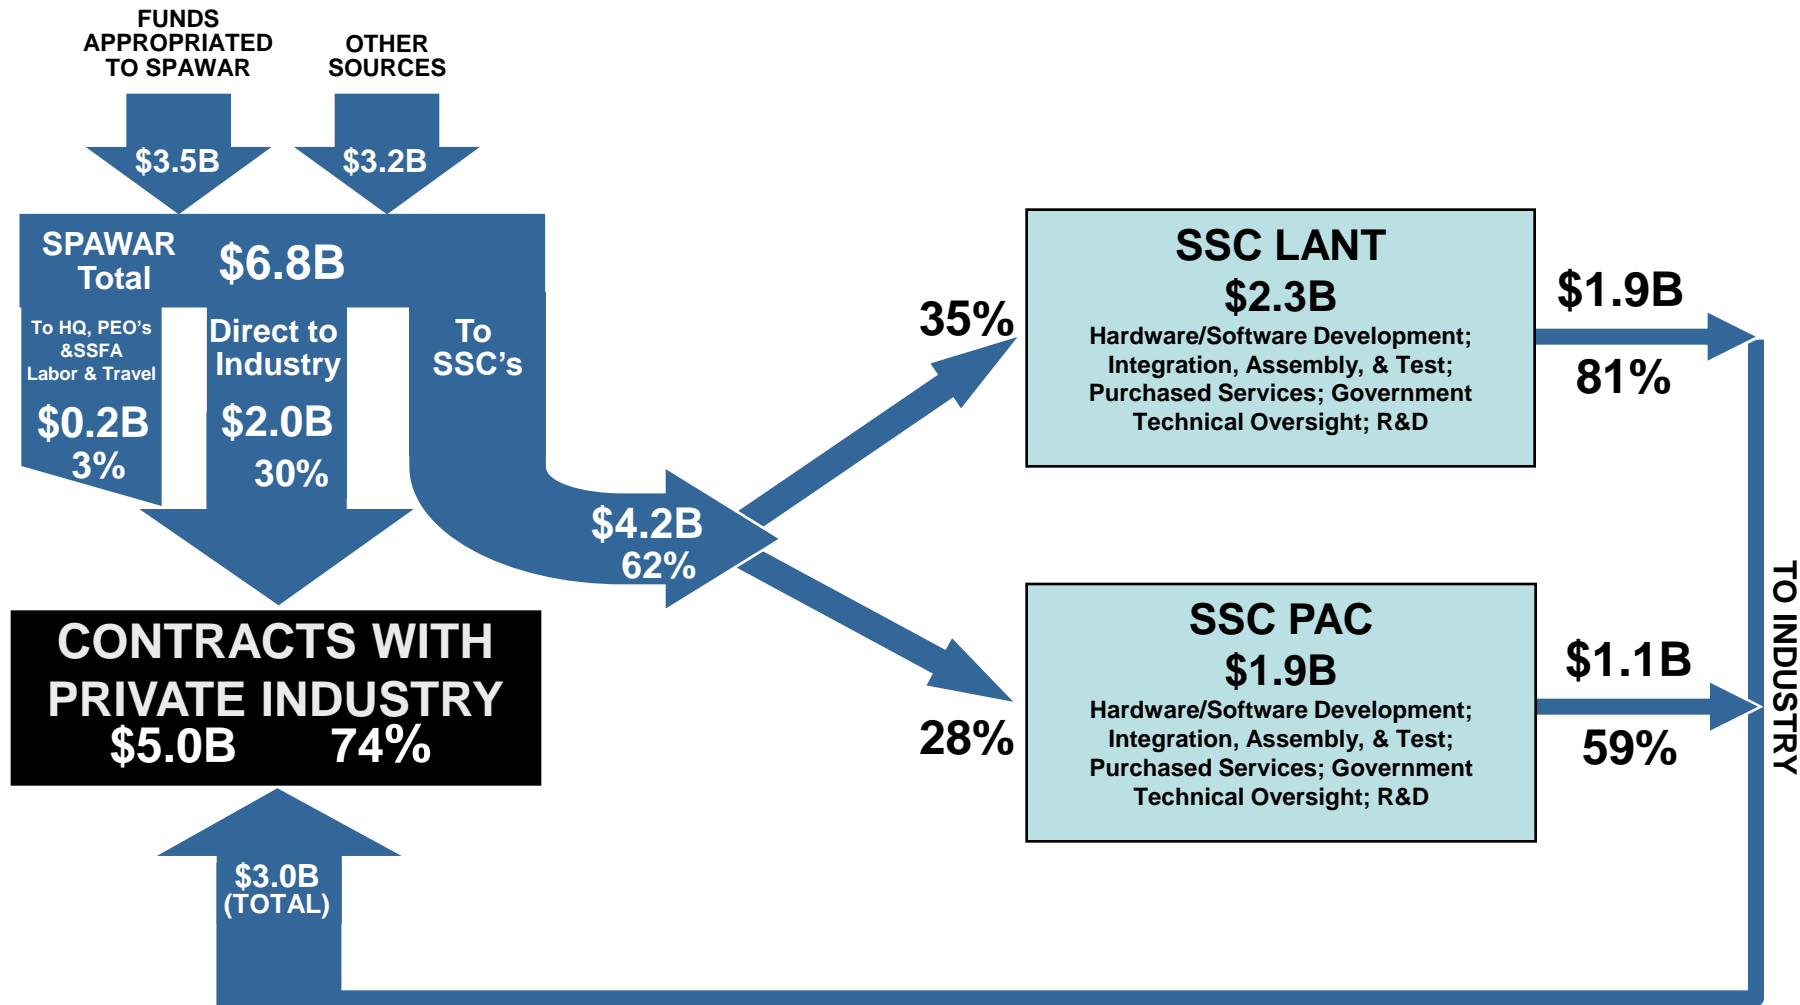 FUNDS
APPROPRIATED
TO SPAWAR
OTHER
SOURCES
$3.5B
$3.2B
SPAWAR
Total
$6.8B
To HQ, PEO's
&SSFA
Labor & Travel
$0.2B
3%
Direct to
Industry
$2.0B
30%
To
SSC's
$4.2B
62%
35%
28%
SSC LANT
$2.3B
Hardware/Software Development;
Integration, Assembly, & Test;
Purchased Services; Government
Technical Oversight; R&D
$1.9B
81%
SSC PAC
$1.9B
Hardware/Software Development;
Integration, Assembly, & Test;
Purchased Services; Government
Technical Oversight; R&D
$1.1B
59%
TO INDUSTRY
CONTRACTS WITH
PRIVATE INDUSTRY
$5.0B 74%
$3.0B
(TOTAL)